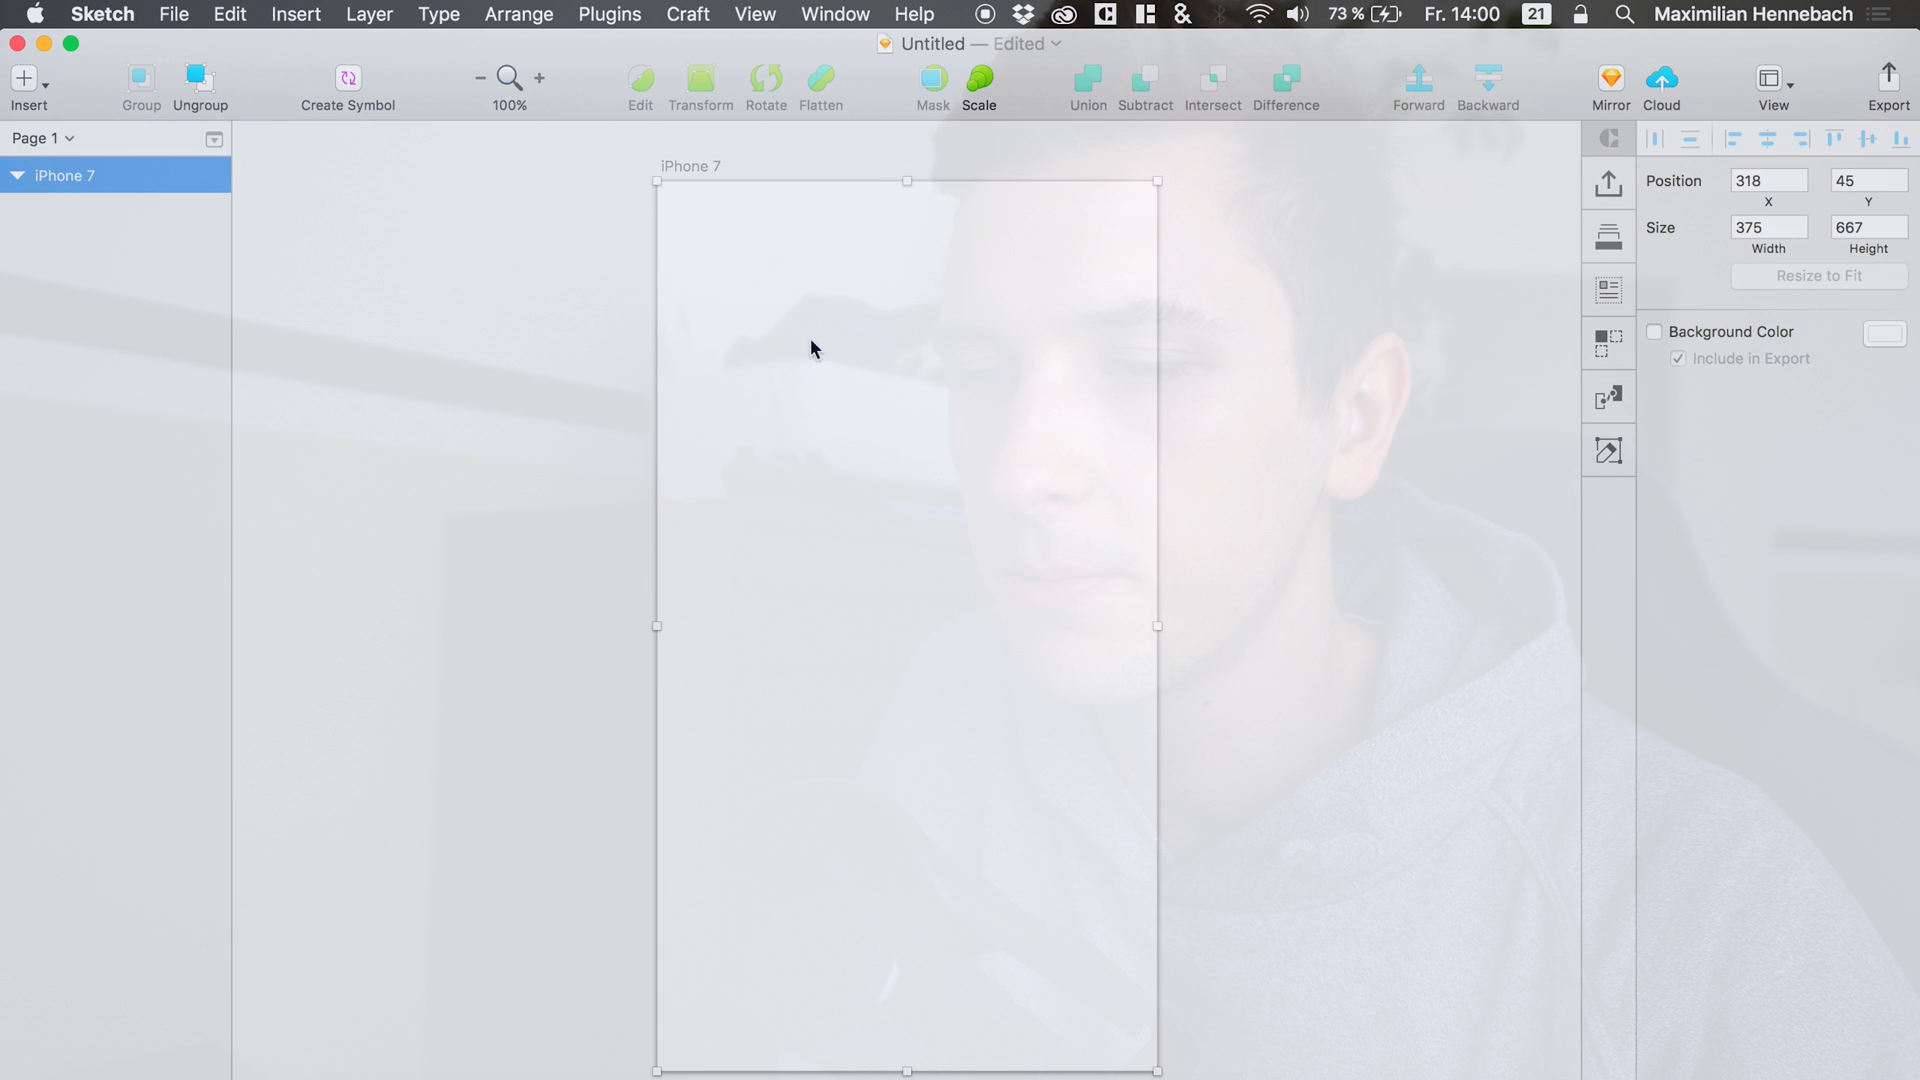 Sketch File Edit Insert Layer Type Arrange Plugins Craft View Window Help 73 % Fr. 14:00 21 Maximilian Hennebach
Untitled — Edited
Insert Group Ungroup Create Symbol 100% Edit Transform Rotate Flatten Mask Scale Union Subtract Intersect Difference Forward Backward Mirror Cloud View Export
Page 1
iPhone 7
iPhone 7
Position 318 45
X Y
Size 375 667
Width Height
Resize to Fit
Background Color
Include in Export